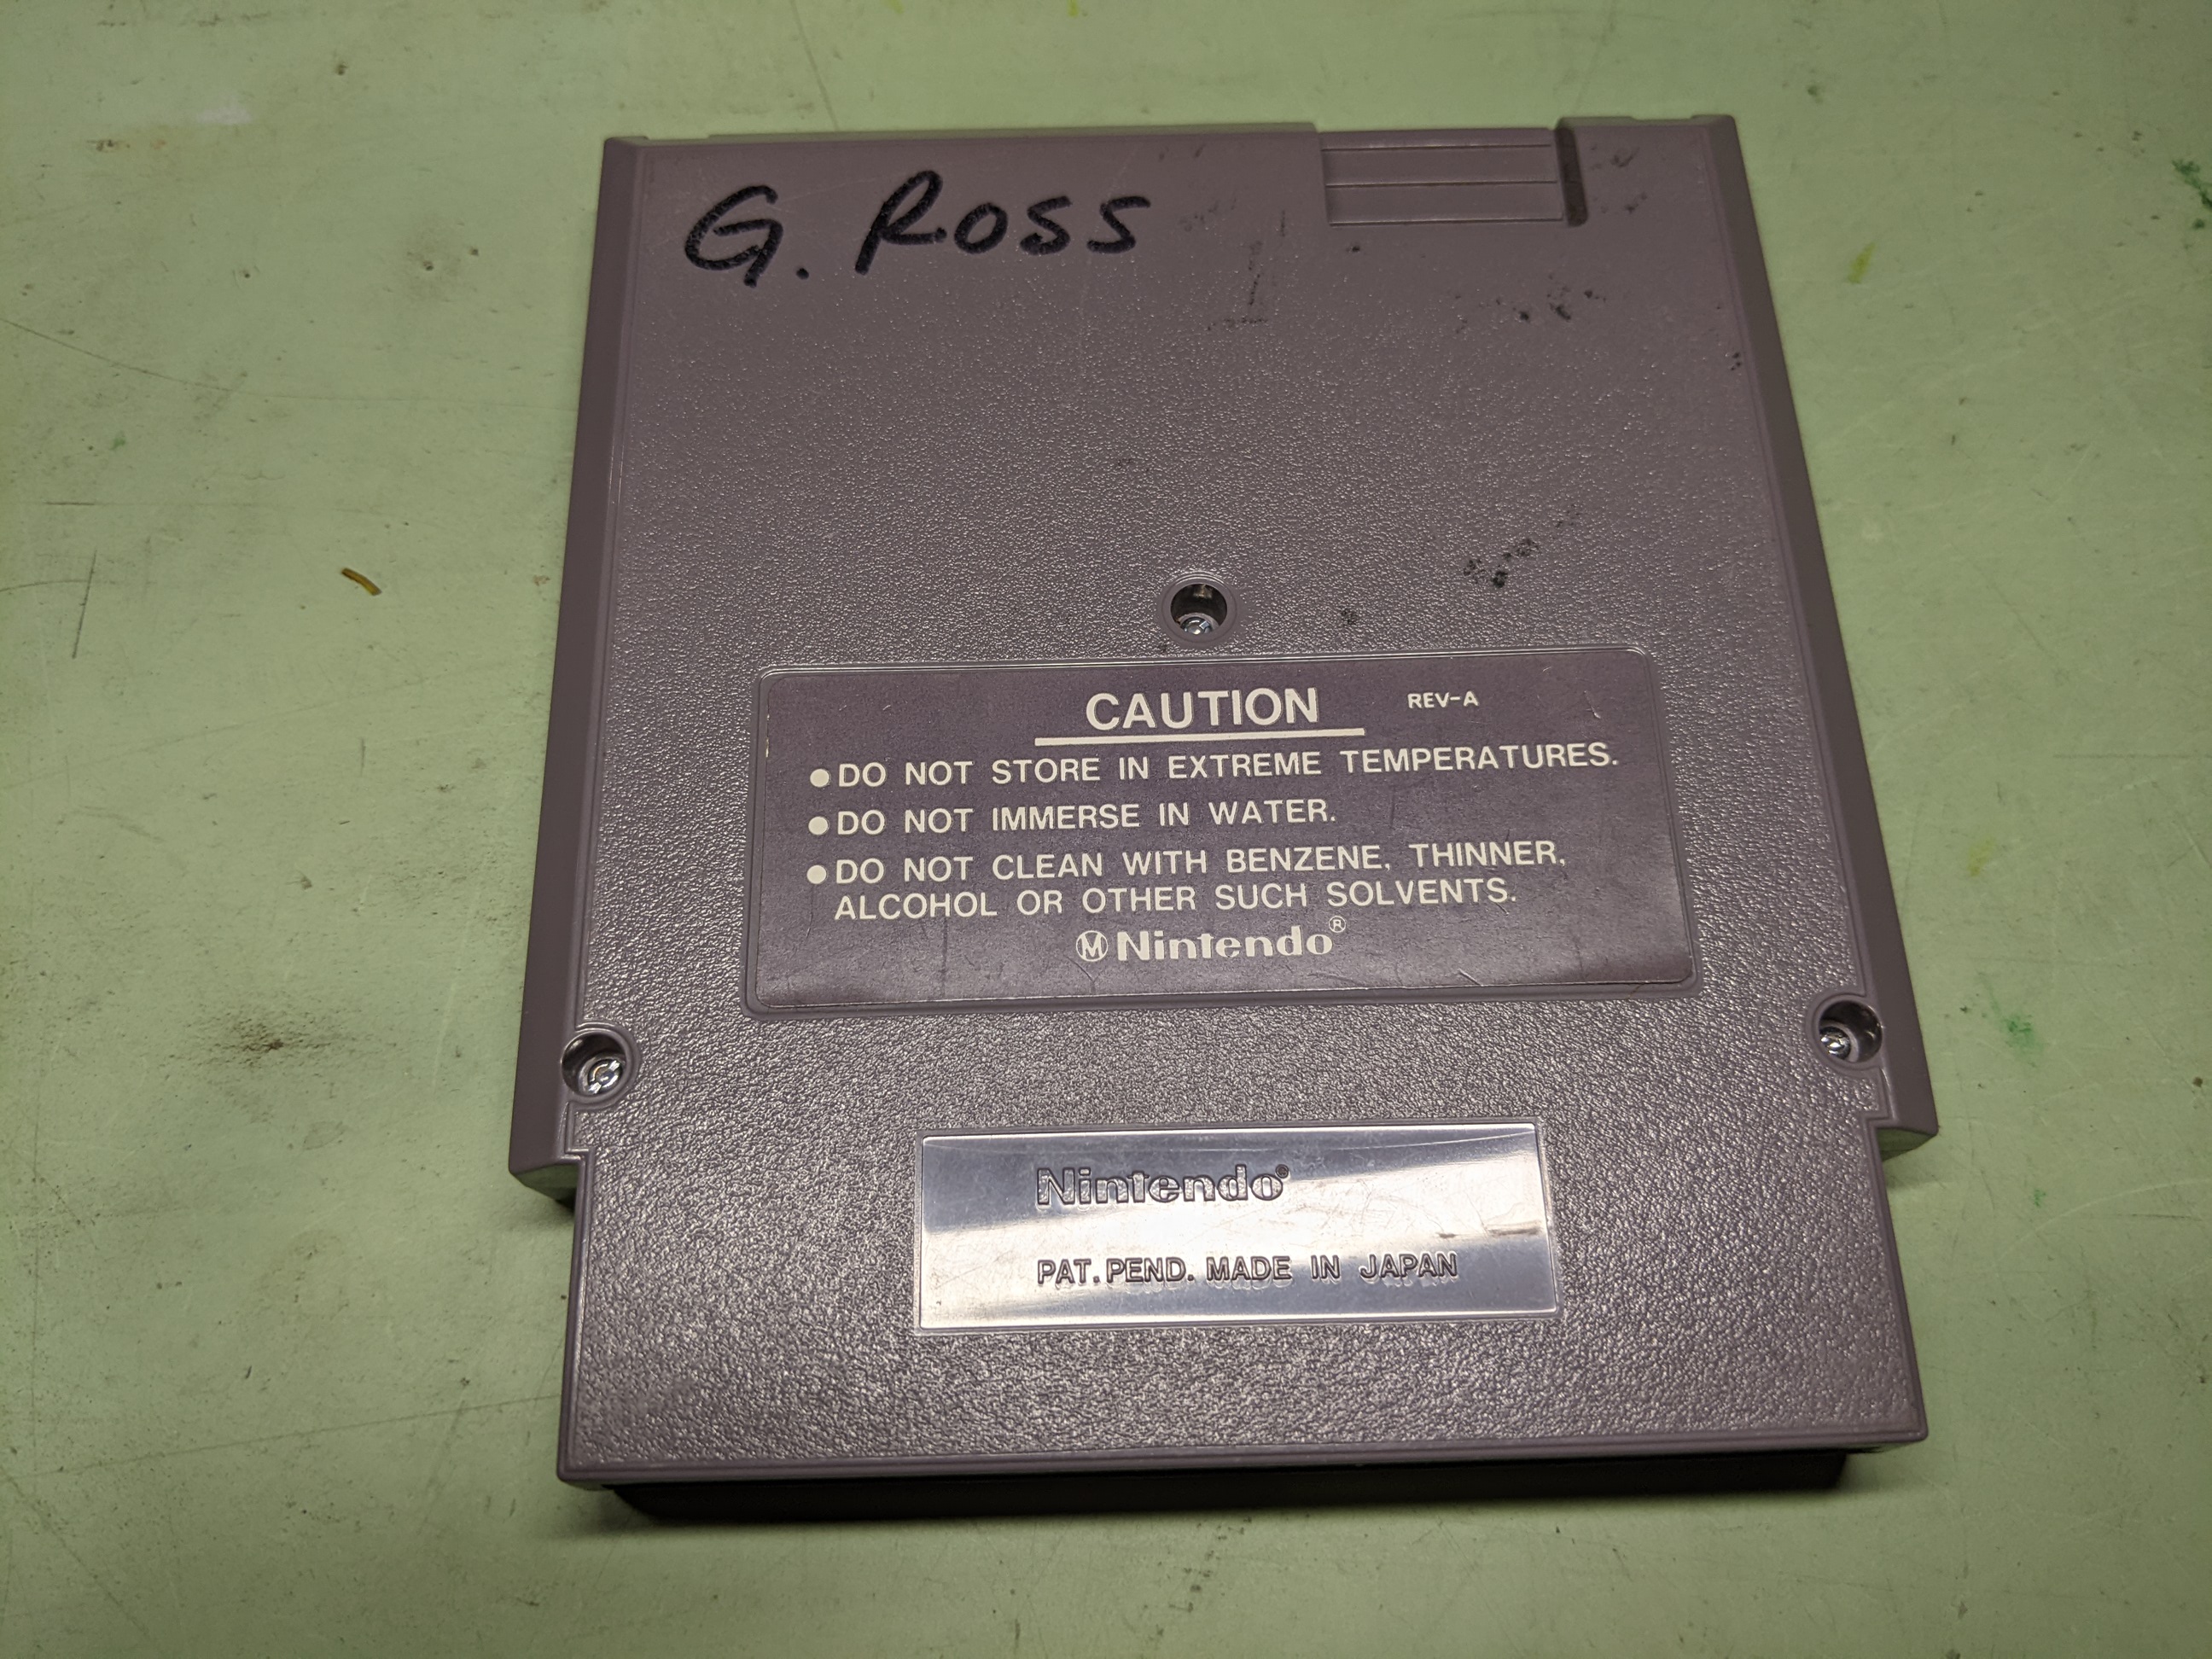 G. Ross
CAUTION REV-A
●DO NOT STORE IN EXTREME TEMPERATURES.
●DO NOT IMMERSE IN WATER.
●DO NOT CLEAN WITH BENZENE, THINNER,
ALCOHOL OR OTHER SUCH SOLVENTS.
Ⓜ Nintendo®
Nintendo®
PAT. PEND. MADE IN JAPAN